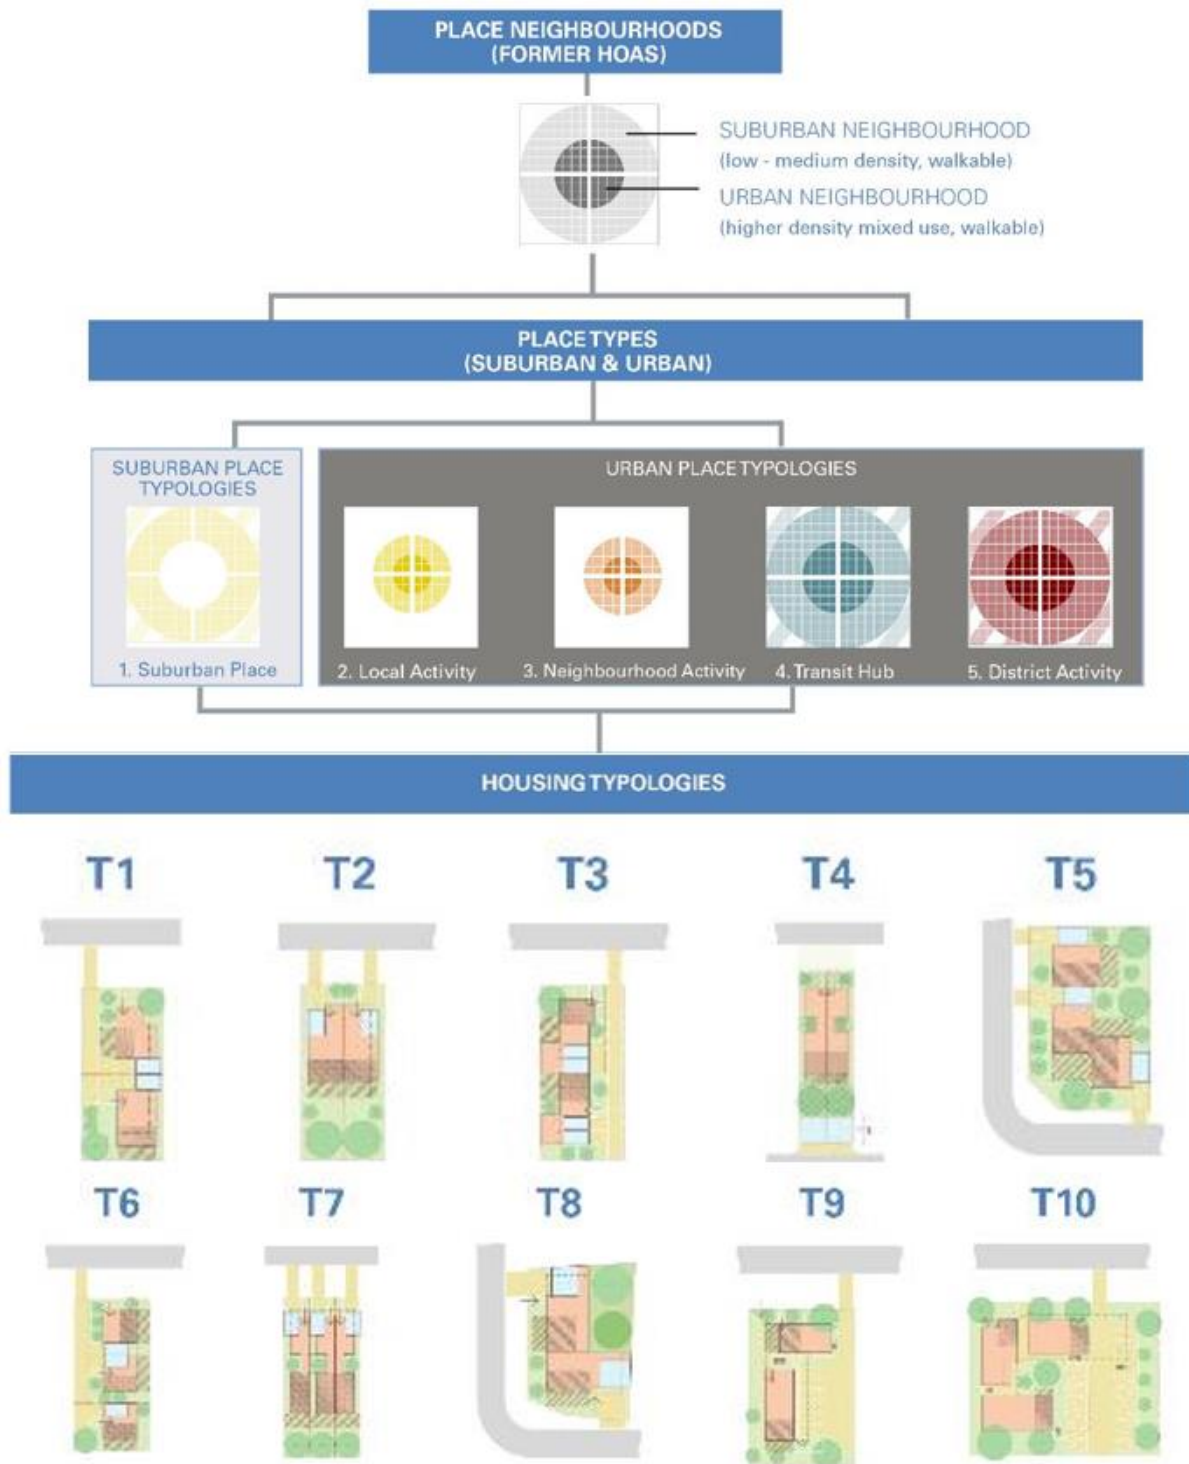 PLACE NEIGHBOURHOODS
(FORMER HOAS)
SUBURBAN NEIGHBOURHOOD
(low - medium density, walkable)
URBAN NEIGHBOURHOOD
(higher density mixed use, walkable)
PLACE TYPES
(SUBURBAN & URBAN)
SUBURBAN PLACE
TYPOLOGIES
URBAN PLACE TYPOLOGIES
1. Suburban Place
2. Local Activity
3. Neighbourhood Activity
4. Transit Hub
5. District Activity
HOUSING TYPOLOGIES
T1
T2
T3
T4
T5
T6
T7
T8
T9
T10